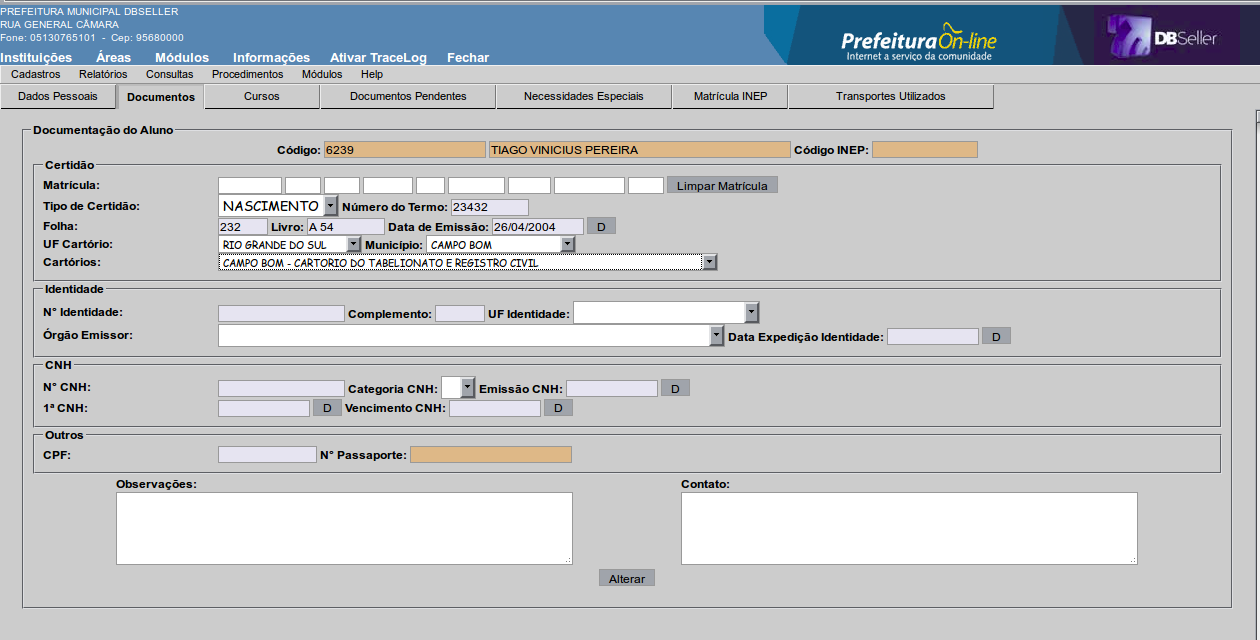 PREFEITURA MUNICIPAL DBSELLER
RUA GENERAL CÂMARA
Fone: 05130765101 - Cep: 95680000
Prefeitura On-line
Internet a serviço da comunidade
DBSeller
Instituições Áreas Módulos Informações Ativar TraceLog Fechar
Cadastros Relatórios Consultas Procedimentos Módulos Help
Dados Pessoais Documentos Cursos Documentos Pendentes Necessidades Especiais Matrícula INEP Transportes Utilizados
Documentação do Aluno
Código: 6239 TIAGO VINICIUS PEREIRA Código INEP:
Certidão
Matrícula: Limpar Matrícula
Tipo de Certidão: NASCIMENTO Número do Termo: 23432
Folha: 232 Livro: A 54 Data de Emissão: 26/04/2004 D
UF Cartório: RIO GRANDE DO SUL Município: CAMPO BOM
Cartórios: CAMPO BOM - CARTORIO DO TABELIONATO E REGISTRO CIVIL
Identidade
N° Identidade: Complemento: UF Identidade:
Órgão Emissor: Data Expedição Identidade: D
CNH
N° CNH: Categoria CNH: Emissão CNH: D
1ª CNH: D Vencimento CNH: D
Outros
CPF: N° Passaporte:
Observações: Contato:
Alterar